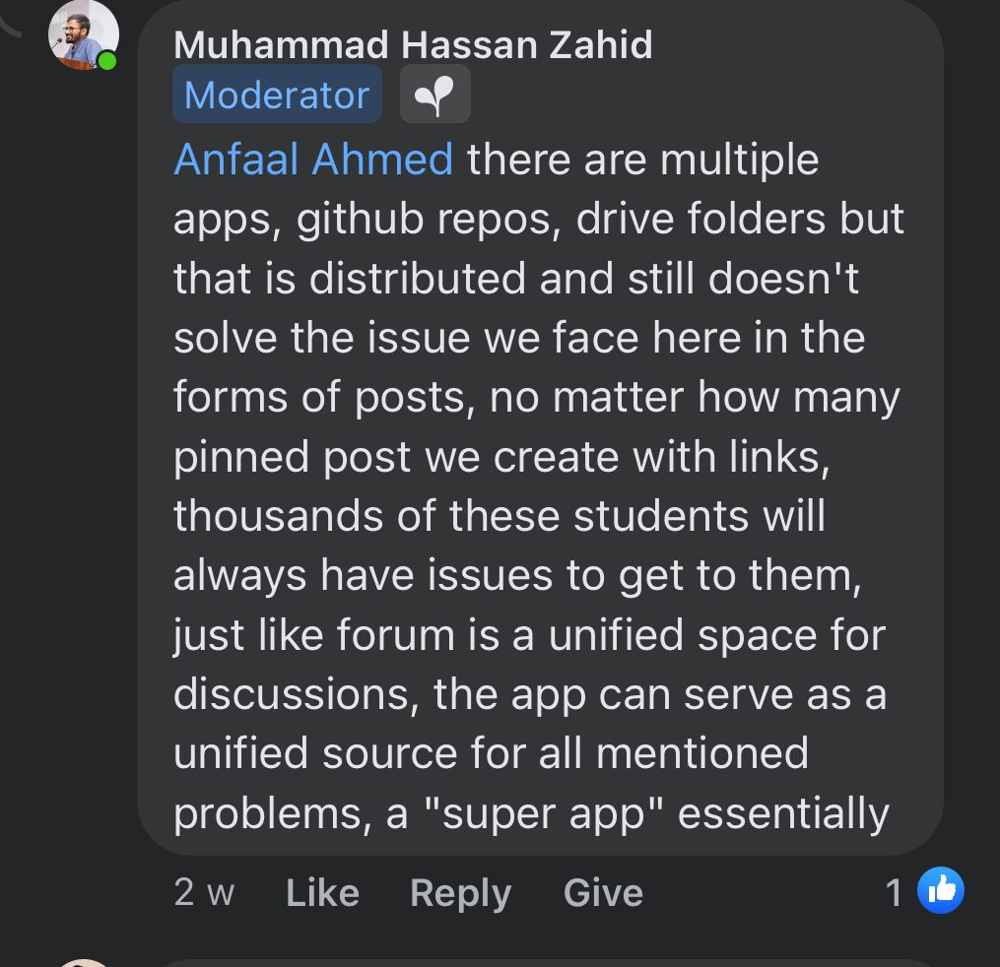 Muhammad Hassan Zahid
Moderator
Anfaal Ahmed there are multiple
apps, github repos, drive folders but
that is distributed and still doesn't
solve the issue we face here in the
forms of posts, no matter how many
pinned post we create with links,
thousands of these students will
always have issues to get to them,
just like forum is a unified space for
discussions, the app can serve as a
unified source for all mentioned
problems, a "super app" essentially
2 w Like Reply Give 1